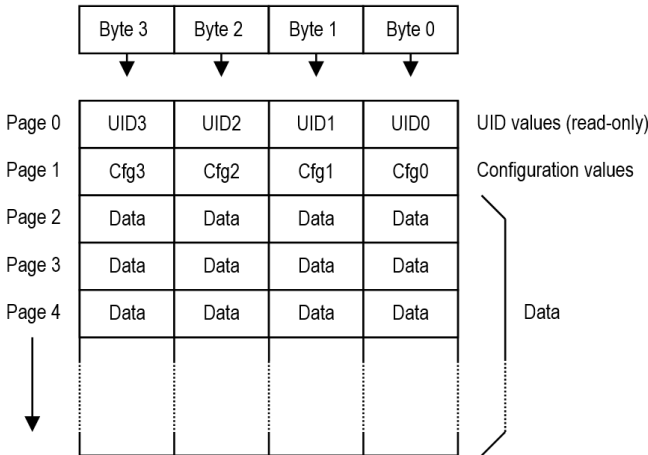 Byte 3 Byte 2 Byte 1 Byte 0
Page 0 UID3 UID2 UID1 UID0 UID values (read-only)
Page 1 Cfg3 Cfg2 Cfg1 Cfg0 Configuration values
Page 2 Data Data Data Data
Page 3 Data Data Data Data
Page 4 Data Data Data Data Data